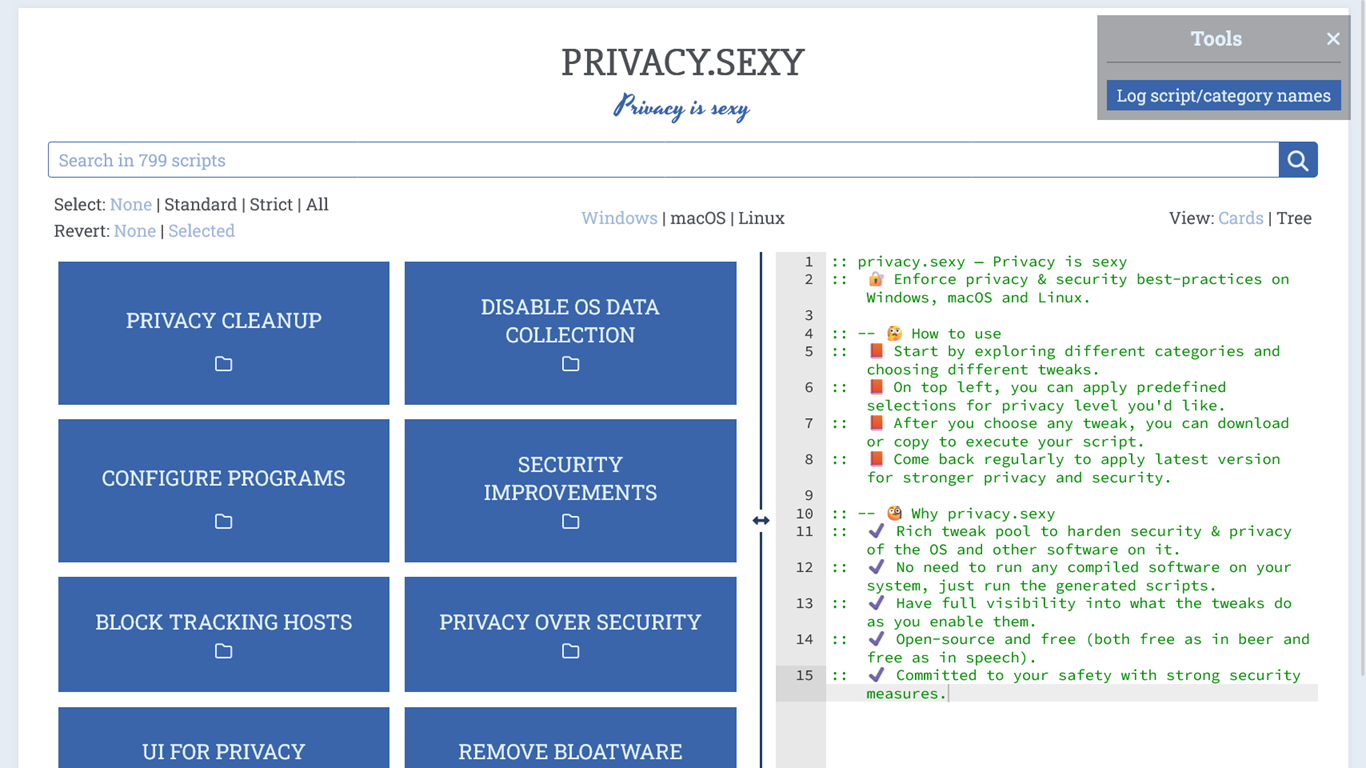 Tools
PRIVACY.SEXY
Privacy is sexy
Log script/category names
Search in 799 scripts
Select: None | Standard | Strict | All
Revert: None | Selected
Windows | macOS | Linux
View: Cards | Tree
PRIVACY CLEANUP
DISABLE OS DATA
COLLECTION
CONFIGURE PROGRAMS
SECURITY
IMPROVEMENTS
BLOCK TRACKING HOSTS
PRIVACY OVER SECURITY
UI FOR PRIVACY
REMOVE BLOATWARE
1 :: privacy.sexy — Privacy is sexy
2 :: 🔐 Enforce privacy & security best-practices on
Windows, macOS and Linux.
3
4 :: -- 🤔 How to use
5 :: 📕 Start by exploring different categories and
choosing different tweaks.
6 :: 📕 On top left, you can apply predefined
selections for privacy level you'd like.
7 :: 📕 After you choose any tweak, you can download
or copy to execute your script.
8 :: 📕 Come back regularly to apply latest version
for stronger privacy and security.
9
10 :: -- 🧐 Why privacy.sexy
11 :: ✔ Rich tweak pool to harden security & privacy
of the OS and other software on it.
12 :: ✔ No need to run any compiled software on your
system, just run the generated scripts.
13 :: ✔ Have full visibility into what the tweaks do
as you enable them.
14 :: ✔ Open-source and free (both free as in beer and
free as in speech).
15 :: ✔ Committed to your safety with strong security
measures.